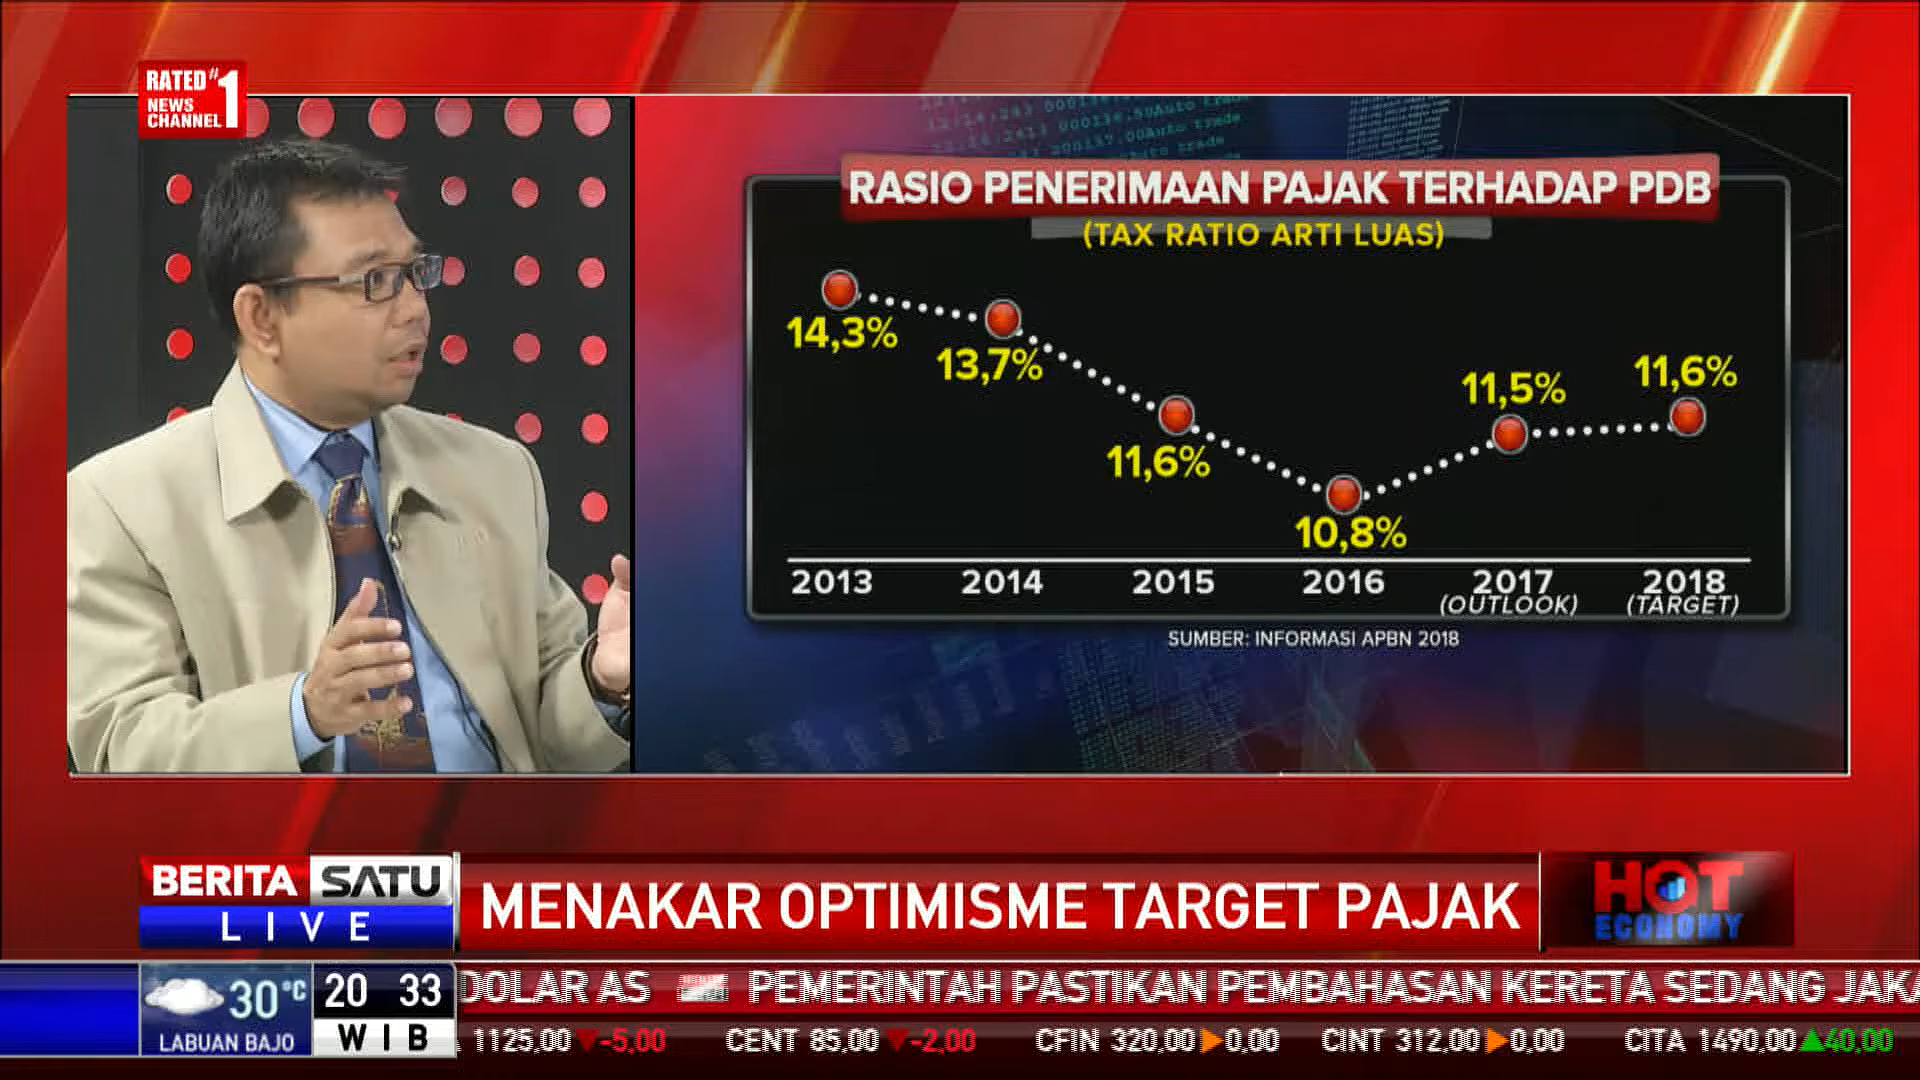 RATED #1
NEWS
CHANNEL
RASIO PENERIMAAN PAJAK TERHADAP PDB
(TAX RATIO ARTI LUAS)
14,3%
13,7%
11,6%
10,8%
11,5%
11,6%
2013 2014 2015 2016 2017 2018
(OUTLOOK) (TARGET)
SUMBER: INFORMASI APBN 2018
BERITA SATU
LIVE
MENAKAR OPTIMISME TARGET PAJAK
HOT
ECONOMY
30°C
LABUAN BAJO
20 33
WIB
DOLAR AS PEMERINTAH PASTIKAN PEMBAHASAN KERETA SEDANG JAKA
1125,00 -5,00 CENT 85,00 -2,00 CFIN 320,00 0,00 CINT 312,00 0,00 CITA 1490,00 40,00